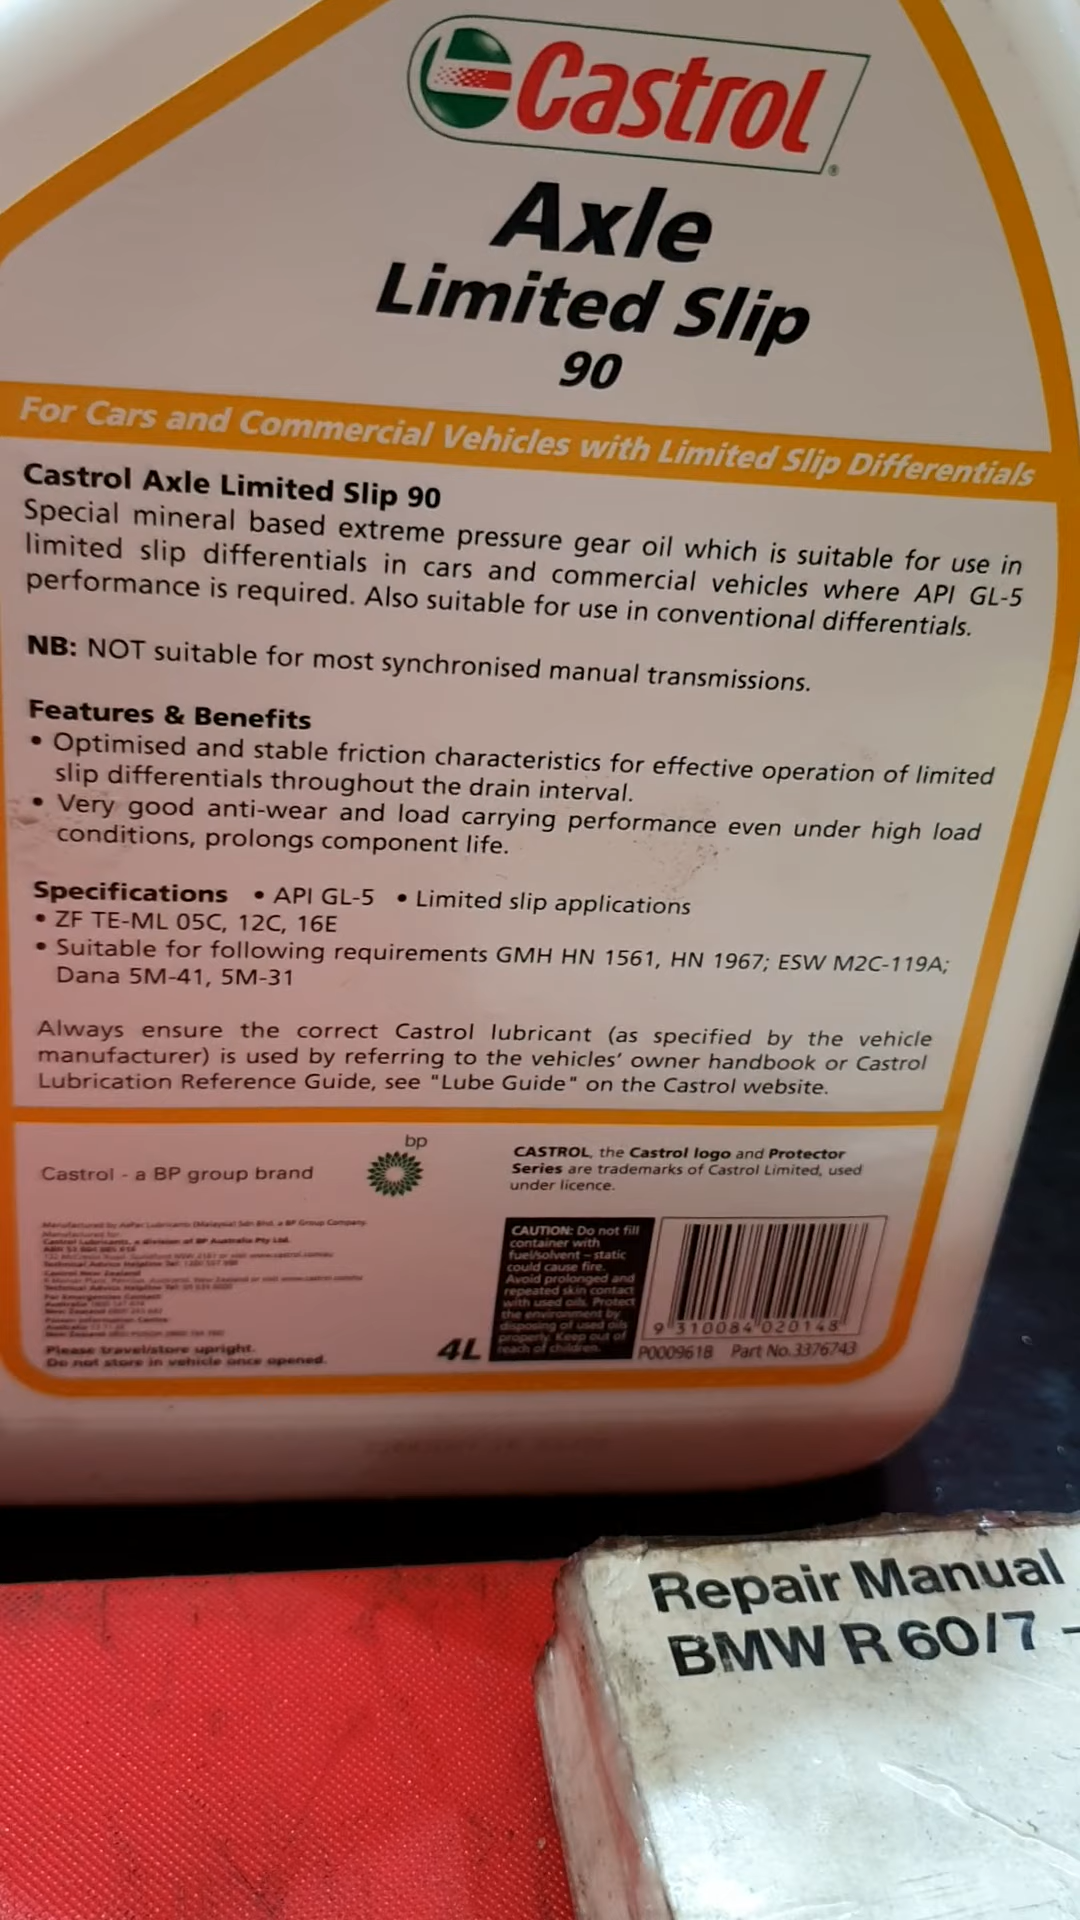 Castrol
Axle
Limited Slip
90
For Cars and Commercial Vehicles with Limited Slip Differentials
Castrol Axle Limited Slip 90
Special mineral based extreme pressure gear oil which is suitable for use in
limited slip differentials in cars and commercial vehicles where API GL-5
performance is required. Also suitable for use in conventional differentials.
NB: NOT suitable for most synchronised manual transmissions.
Features & Benefits
• Optimised and stable friction characteristics for effective operation of limited
slip differentials throughout the drain interval.
• Very good anti-wear and load carrying performance even under high load
conditions, prolongs component life.
Specifications • API GL-5 • Limited slip applications
• ZF TE-ML 05C, 12C, 16E
• Suitable for following requirements GMH HN 1561, HN 1967; ESW M2C-119A;
Dana 5M-41, 5M-31
Always ensure the correct Castrol lubricant (as specified by the vehicle
manufacturer) is used by referring to the vehicles' owner handbook or Castrol
Lubrication Reference Guide, see "Lube Guide" on the Castrol website.
Castrol - a BP group brand
bp
CASTROL, the Castrol logo and Protector
Series are trademarks of Castrol Limited, used
under licence.
Castrol Lubricants, a division of BP Australia Pty Ltd.
Please travel/store upright.
Do not store in vehicle once opened.
4L
CAUTION: Do not fill
container with
fuel/solvent – static
could cause fire.
Avoid prolonged and
repeated skin contact
with used oils. Protect
the environment by
disposing of used oils
properly. Keep out of
reach of children.
9 310084 020148
P0009618 Part No.3376743
Repair Manual
BMW R 60/7 -